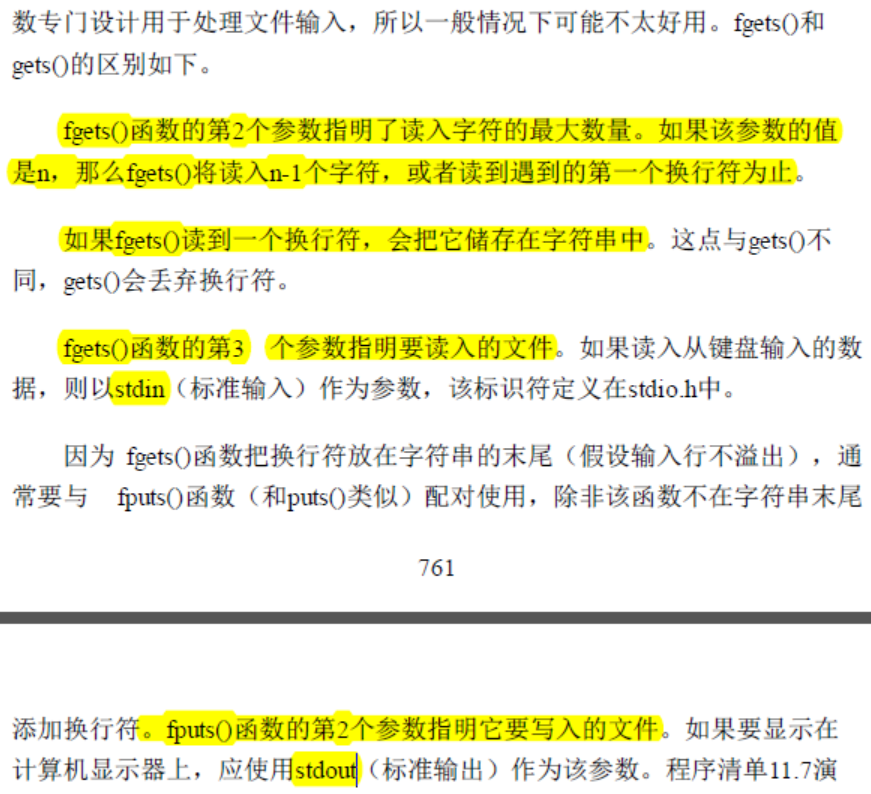 数专门设计用于处理文件输入，所以一般情况下可能不太好用。fgets()和
gets()的区别如下。
fgets()函数的第2个参数指明了读入字符的最大数量。如果该参数的值
是n，那么fgets()将读入n-1个字符，或者读到遇到的第一个换行符为止。
如果fgets()读到一个换行符，会把它储存在字符串中。这点与gets()不
同，gets()会丢弃换行符。
fgets()函数的第3 个参数指明要读入的文件。如果读入从键盘输入的数
据，则以stdin（标准输入）作为参数，该标识符定义在stdio.h中。
因为 fgets()函数把换行符放在字符串的末尾（假设输入行不溢出），通
常要与 fputs()函数（和puts()类似）配对使用，除非该函数不在字符串末尾
761
添加换行符。fputs()函数的第2个参数指明它要写入的文件。如果要显示在
计算机显示器上，应使用stdout（标准输出）作为该参数。程序清单11.7演